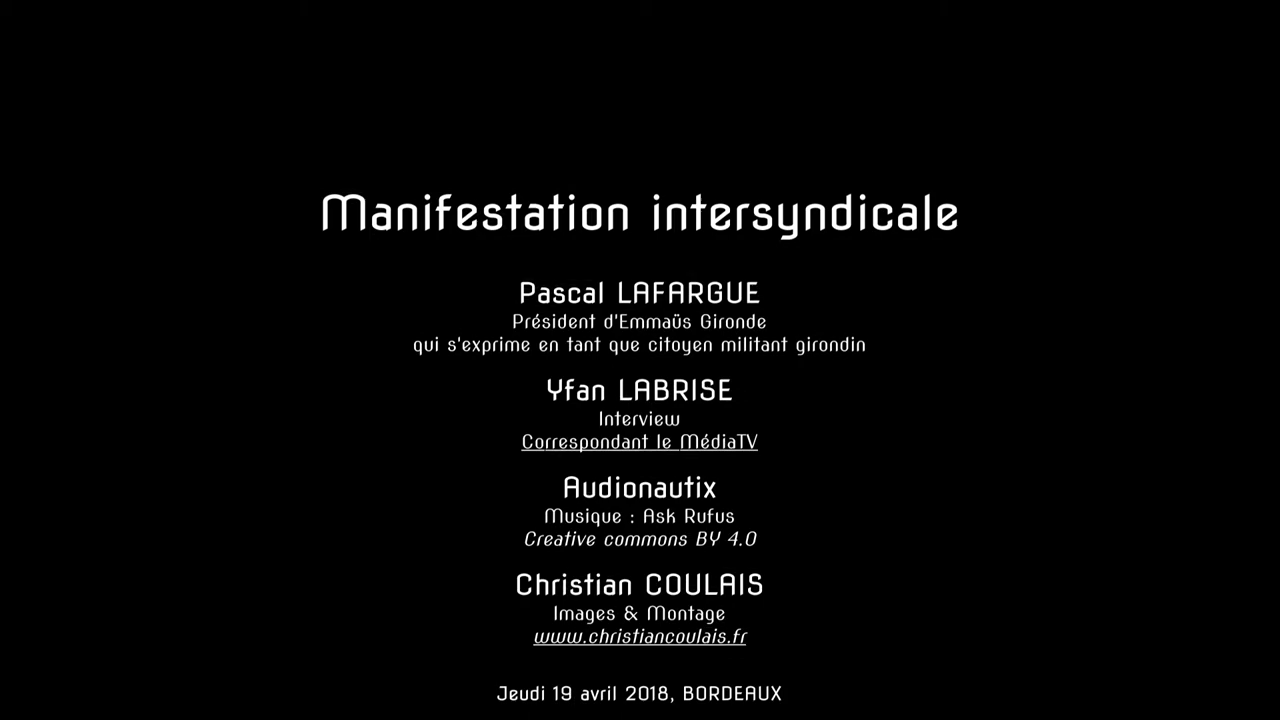 Manifestation intersyndicale
Pascal LAFARGUE
Président d'Emmaüs Gironde
qui s'exprime en tant que citoyen militant girondin
Yfan LABRISE
Interview
Correspondant le MédiaTV
Audionautix
Musique : Ask Rufus
Creative commons BY 4.0
Christian COULAIS
Images & Montage
www.christiancoulais.fr
Jeudi 19 avril 2018, BORDEAUX